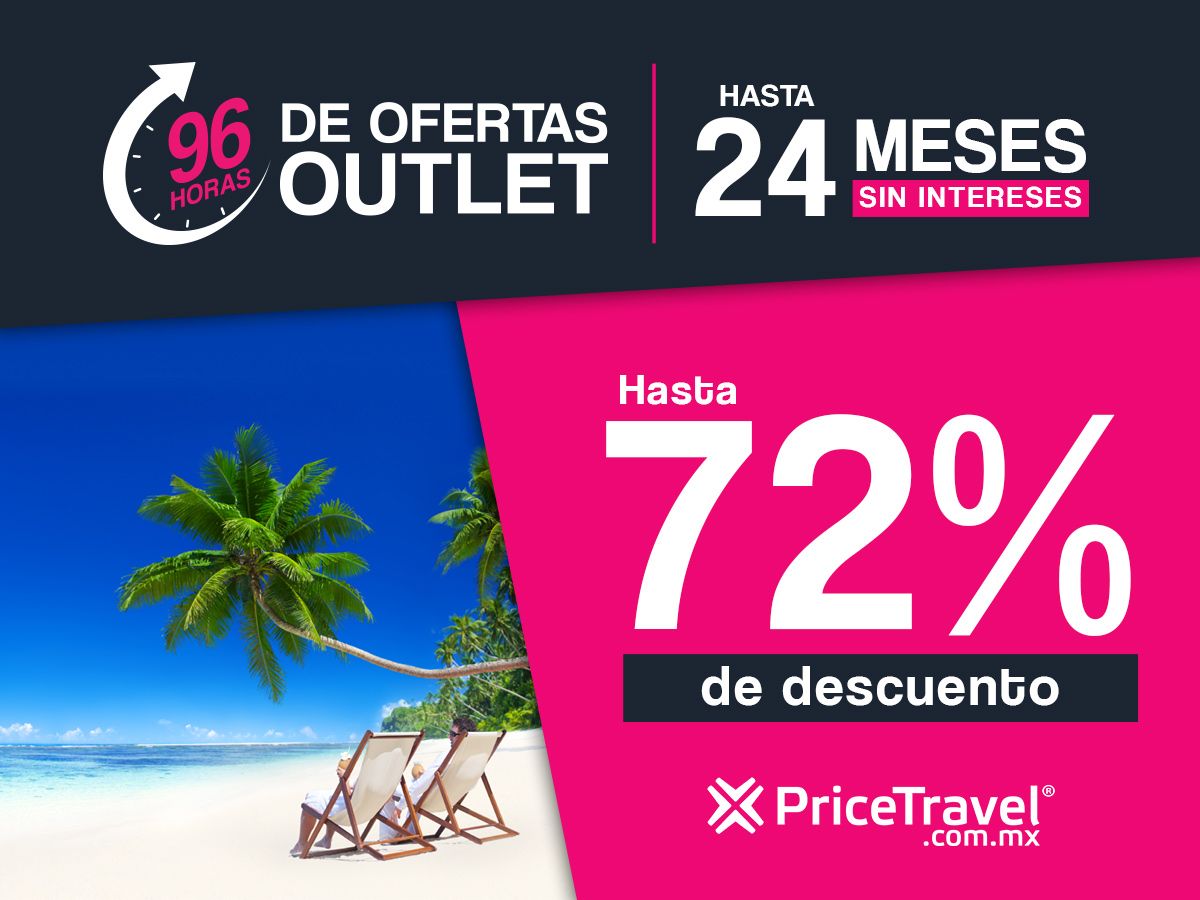 96
HORAS
DE OFERTAS
OUTLET
HASTA
24 MESES
SIN INTERESES
Hasta
72%
de descuento
PriceTravel®
.com.mx